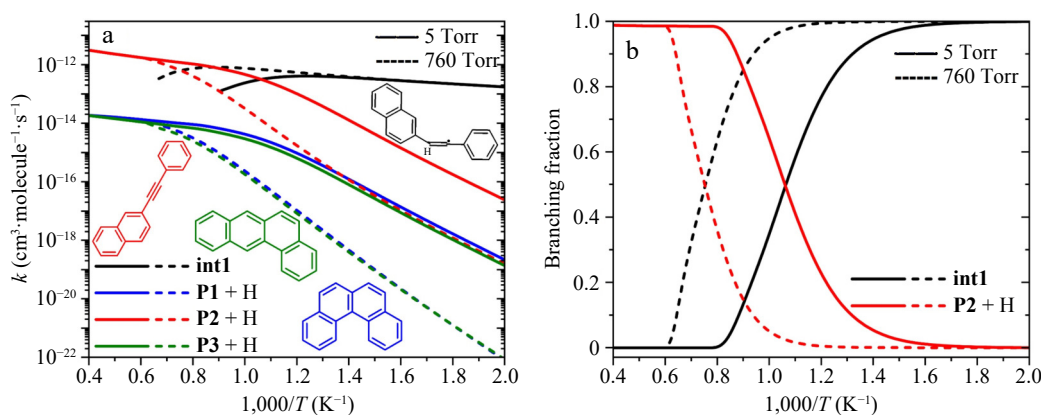 a
5 Torr
760 Torr
10⁻¹²
10⁻¹⁴
10⁻¹⁶
10⁻¹⁸
10⁻²⁰
10⁻²²
k (cm³·molecule⁻¹·s⁻¹)
H
int1
P1 + H
P2 + H
P3 + H
0.4 0.6 0.8 1.0 1.2 1.4 1.6 1.8 2.0
1,000/T (K⁻¹)
b
5 Torr
760 Torr
1.0
0.8
0.6
0.4
0.2
0
Branching fraction
int1
P2 + H
0.4 0.6 0.8 1.0 1.2 1.4 1.6 1.8 2.0
1,000/T (K⁻¹)